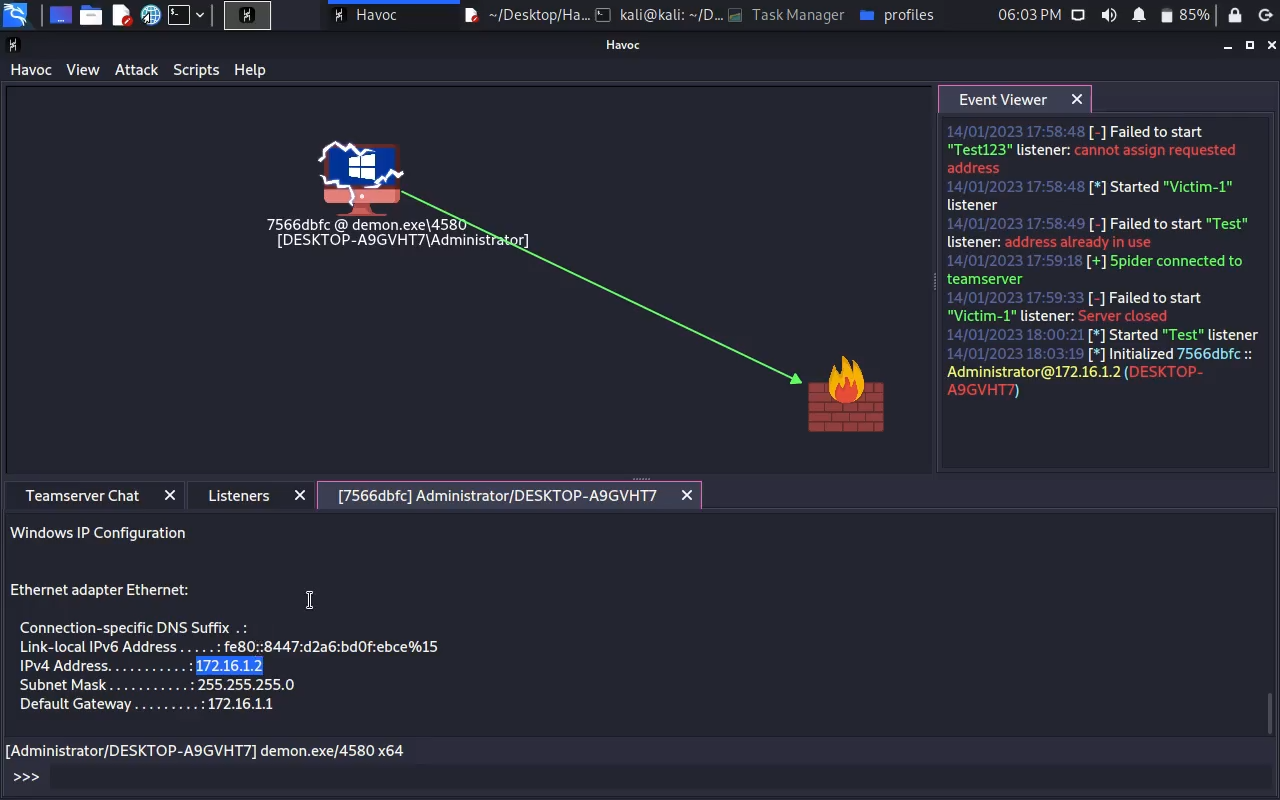 Havoc
~/Desktop/Ha...
kali@kali: ~/D...
Task Manager
profiles
06:03 PM
85%
Havoc
Havoc View Attack Scripts Help
7566dbfc @ demon.exe\4580
[DESKTOP-A9GVHT7\Administrator]
Event Viewer
14/01/2023 17:58:48 [-] Failed to start
"Test123" listener: cannot assign requested
address
14/01/2023 17:58:48 [*] Started "Victim-1"
listener
14/01/2023 17:58:49 [-] Failed to start "Test"
listener: address already in use
14/01/2023 17:59:18 [+] 5pider connected to
teamserver
14/01/2023 17:59:33 [-] Failed to start
"Victim-1" listener: Server closed
14/01/2023 18:00:21 [*] Started "Test" listener
14/01/2023 18:03:19 [*] Initialized 7566dbfc ::
Administrator@172.16.1.2 (DESKTOP-
A9GVHT7)
Teamserver Chat
Listeners
[7566dbfc] Administrator/DESKTOP-A9GVHT7
Windows IP Configuration
Ethernet adapter Ethernet:
Connection-specific DNS Suffix . :
Link-local IPv6 Address . . . . . : fe80::8447:d2a6:bd0f:ebce%15
IPv4 Address. . . . . . . . . . . : 172.16.1.2
Subnet Mask . . . . . . . . . . . : 255.255.255.0
Default Gateway . . . . . . . . . : 172.16.1.1
[Administrator/DESKTOP-A9GVHT7] demon.exe/4580 x64
>>>